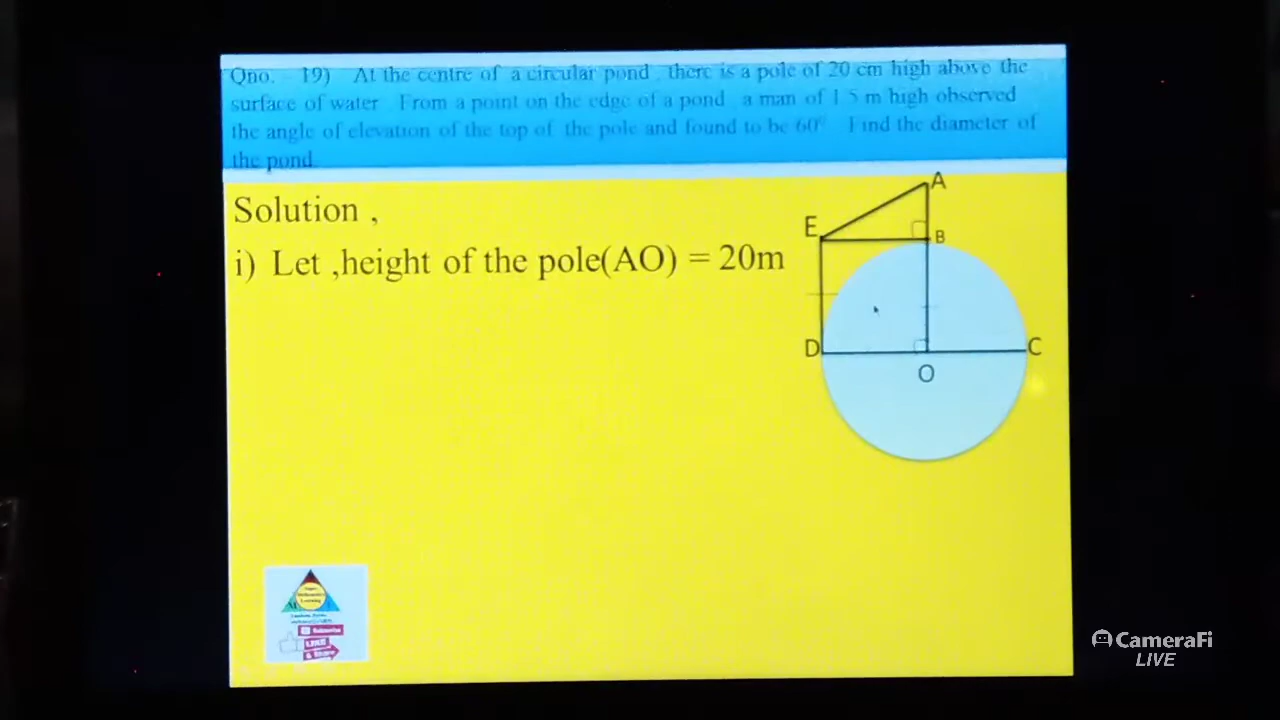 Qno. 19) At the centre of a circular pond, there is a pole of 20 cm high above the
surface of water. From a point on the edge of a pond a man of 1.5 m high observed
the angle of elevation of the top of the pole and found to be 60°. Find the diameter of
the pond.
Solution ,
i) Let ,height of the pole(AO) = 20m
A
E
B
D
C
O
M
Subscribe
LIKE
& Share
CameraFi
LIVE